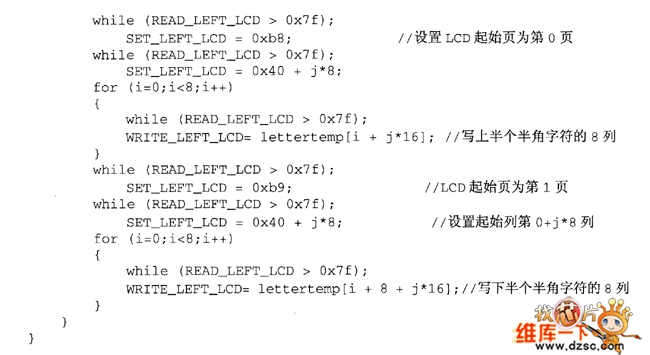 while (READ_LEFT_LCD > 0x7f);
SET_LEFT_LCD = 0xb8; //设置 LCD 起始页为第 0 页
while (READ_LEFT_LCD > 0x7f);
SET_LEFT_LCD = 0x40 + j*8;
for (i=0;i<8;i++)
{
while (READ_LEFT_LCD > 0x7f);
WRITE_LEFT_LCD= lettertemp[i + j*16]; //写上半个半角字符的 8 列
}
while (READ_LEFT_LCD > 0x7f);
SET_LEFT_LCD = 0xb9; //LCD 起始页为第 1 页
while (READ_LEFT_LCD > 0x7f);
SET_LEFT_LCD = 0x40 + j*8; //设置起始列第 0+j*8 列
for (i=0;i<8;i++)
{
while (READ_LEFT_LCD > 0x7f);
WRITE_LEFT_LCD= lettertemp[i + 8 + j*16];//写下半个半角字符的 8 列
}
}
}
找芯片
维库一下
www.dzsc.com